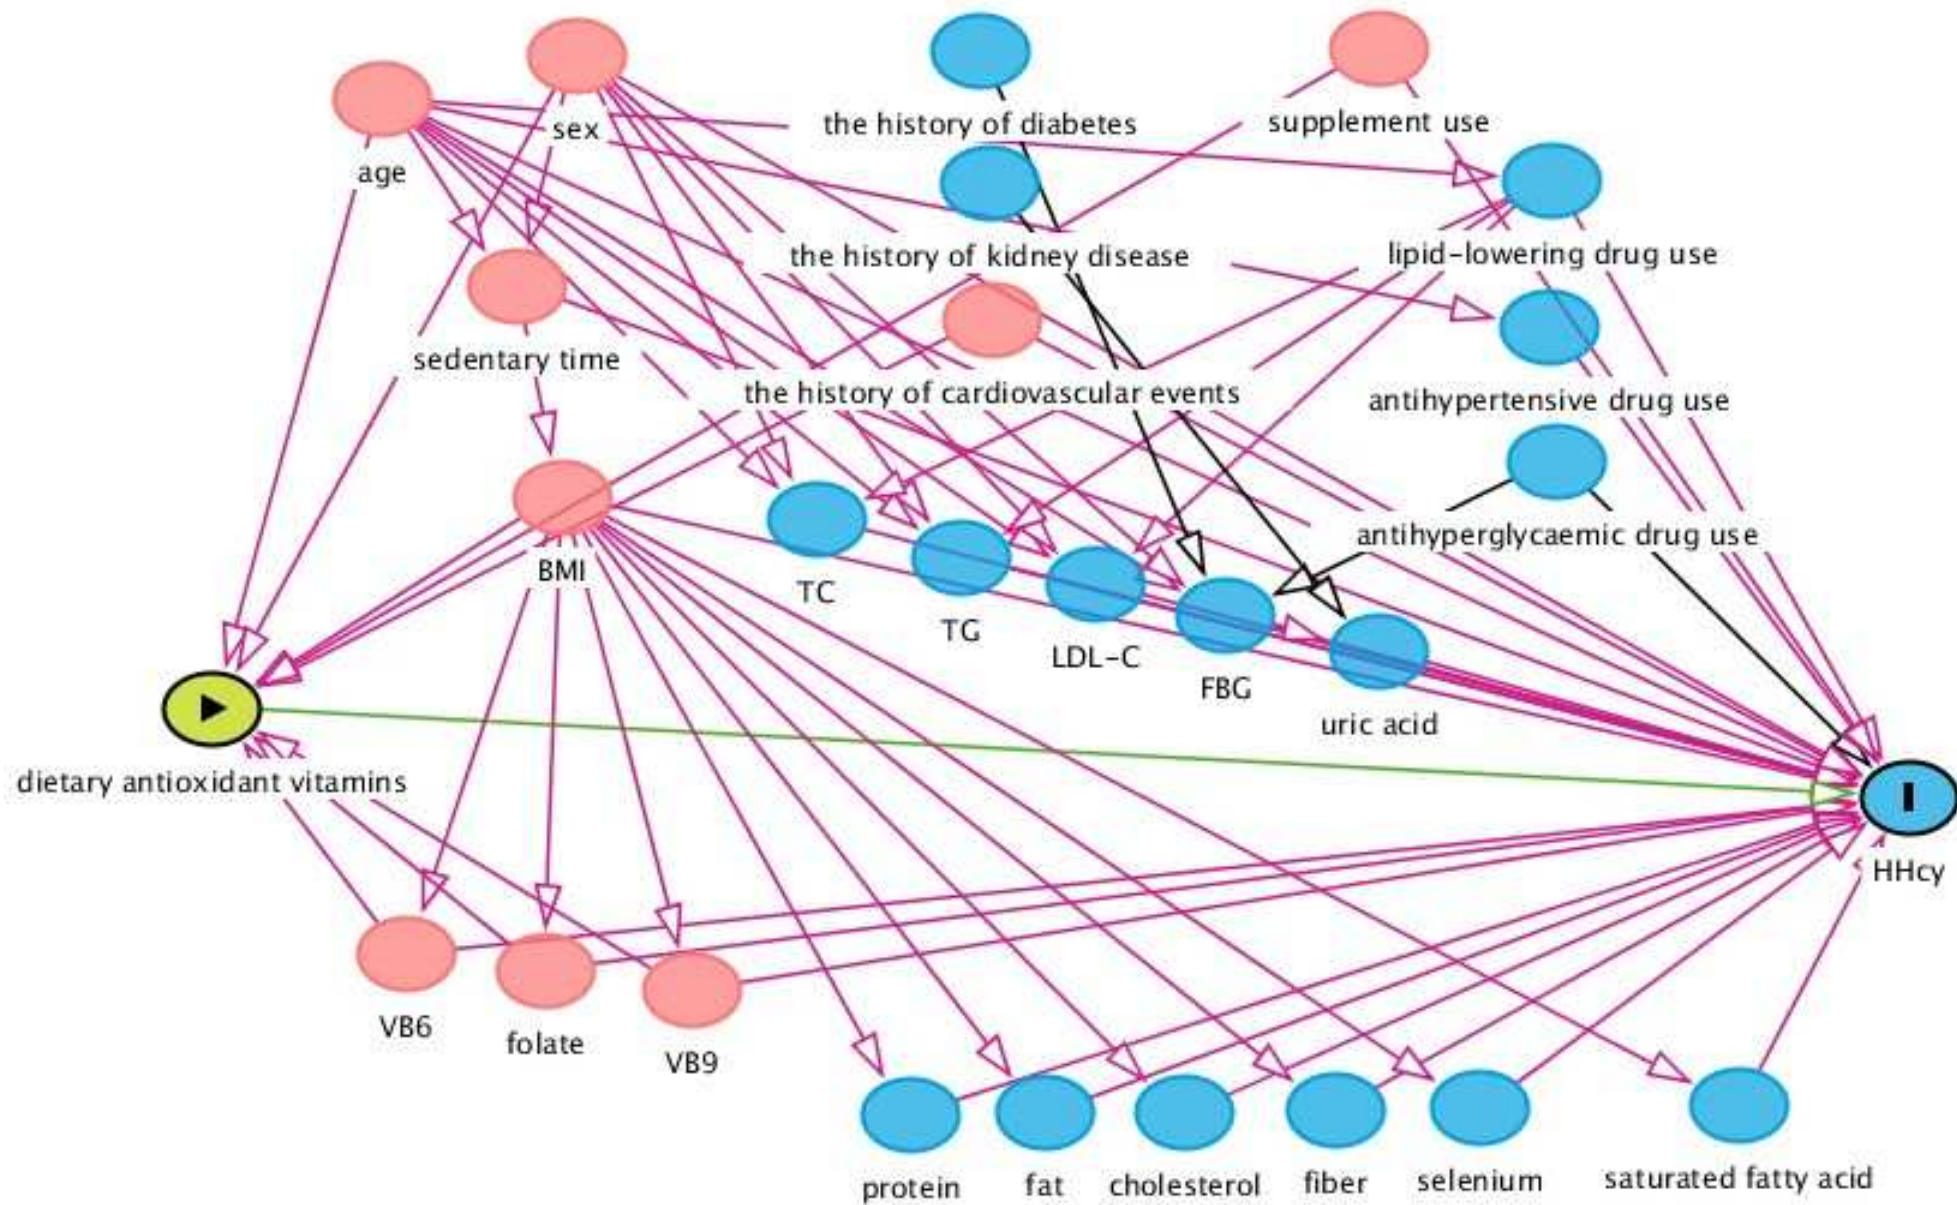 the history of diabetes
supplement use
sex
age
the history of kidney disease
lipid-lowering drug use
sedentary time
the history of cardiovascular events
antihypertensive drug use
antihyperglycaemic drug use
BMI
TC
TG
LDL-C
FBG
uric acid
dietary antioxidant vitamins
HHcy
VB6
folate
VB9
protein
fat
cholesterol
fiber
selenium
saturated fatty acid